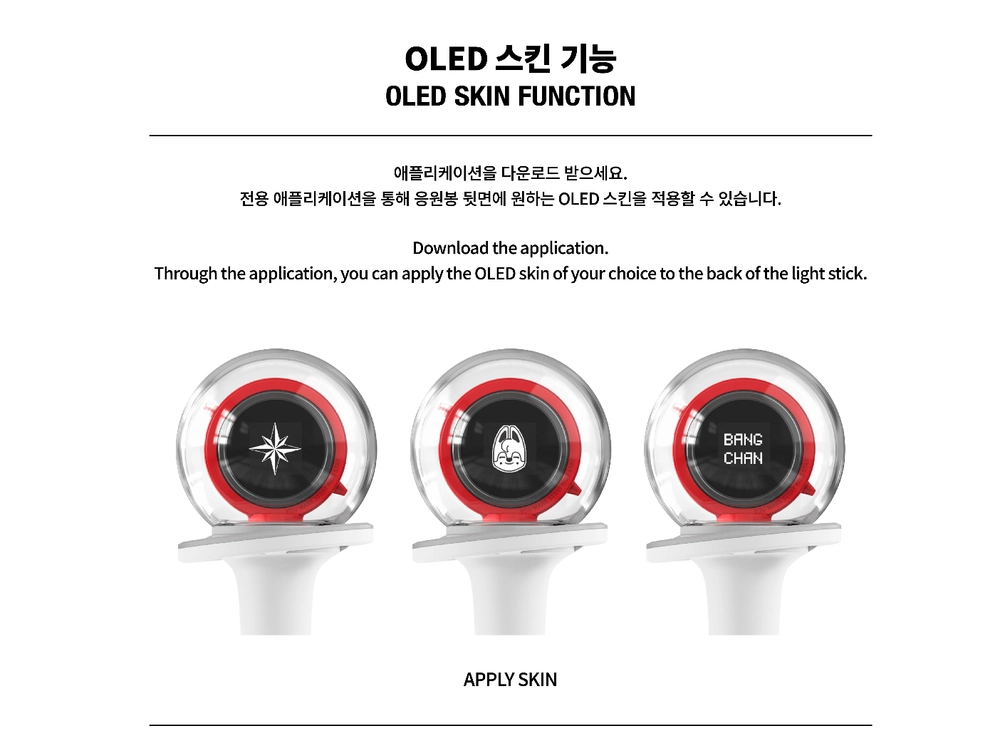 OLED 스킨 기능
OLED SKIN FUNCTION
애플리케이션을 다운로드 받으세요.
전용 애플리케이션을 통해 응원봉 뒷면에 원하는 OLED 스킨을 적용할 수 있습니다.
Download the application.
Through the application, you can apply the OLED skin of your choice to the back of the light stick.
BANG
CHAN
APPLY SKIN